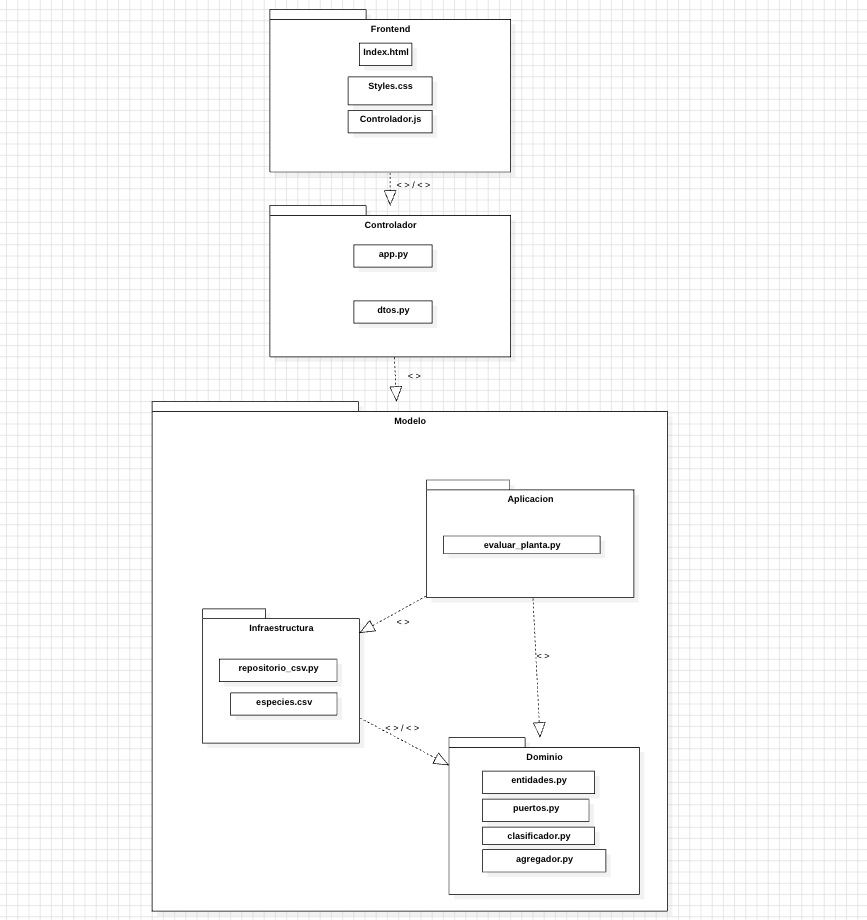 Frontend
Index.html
Styles.css
Controlador.js
< > / < >
Controlador
app.py
dtos.py
< >
Modelo
Aplicacion
evaluar_planta.py
< >
Infraestructura
repositorio_csv.py
especies.csv
< >
< > / < >
Dominio
entidades.py
puertos.py
clasificador.py
agregador.py